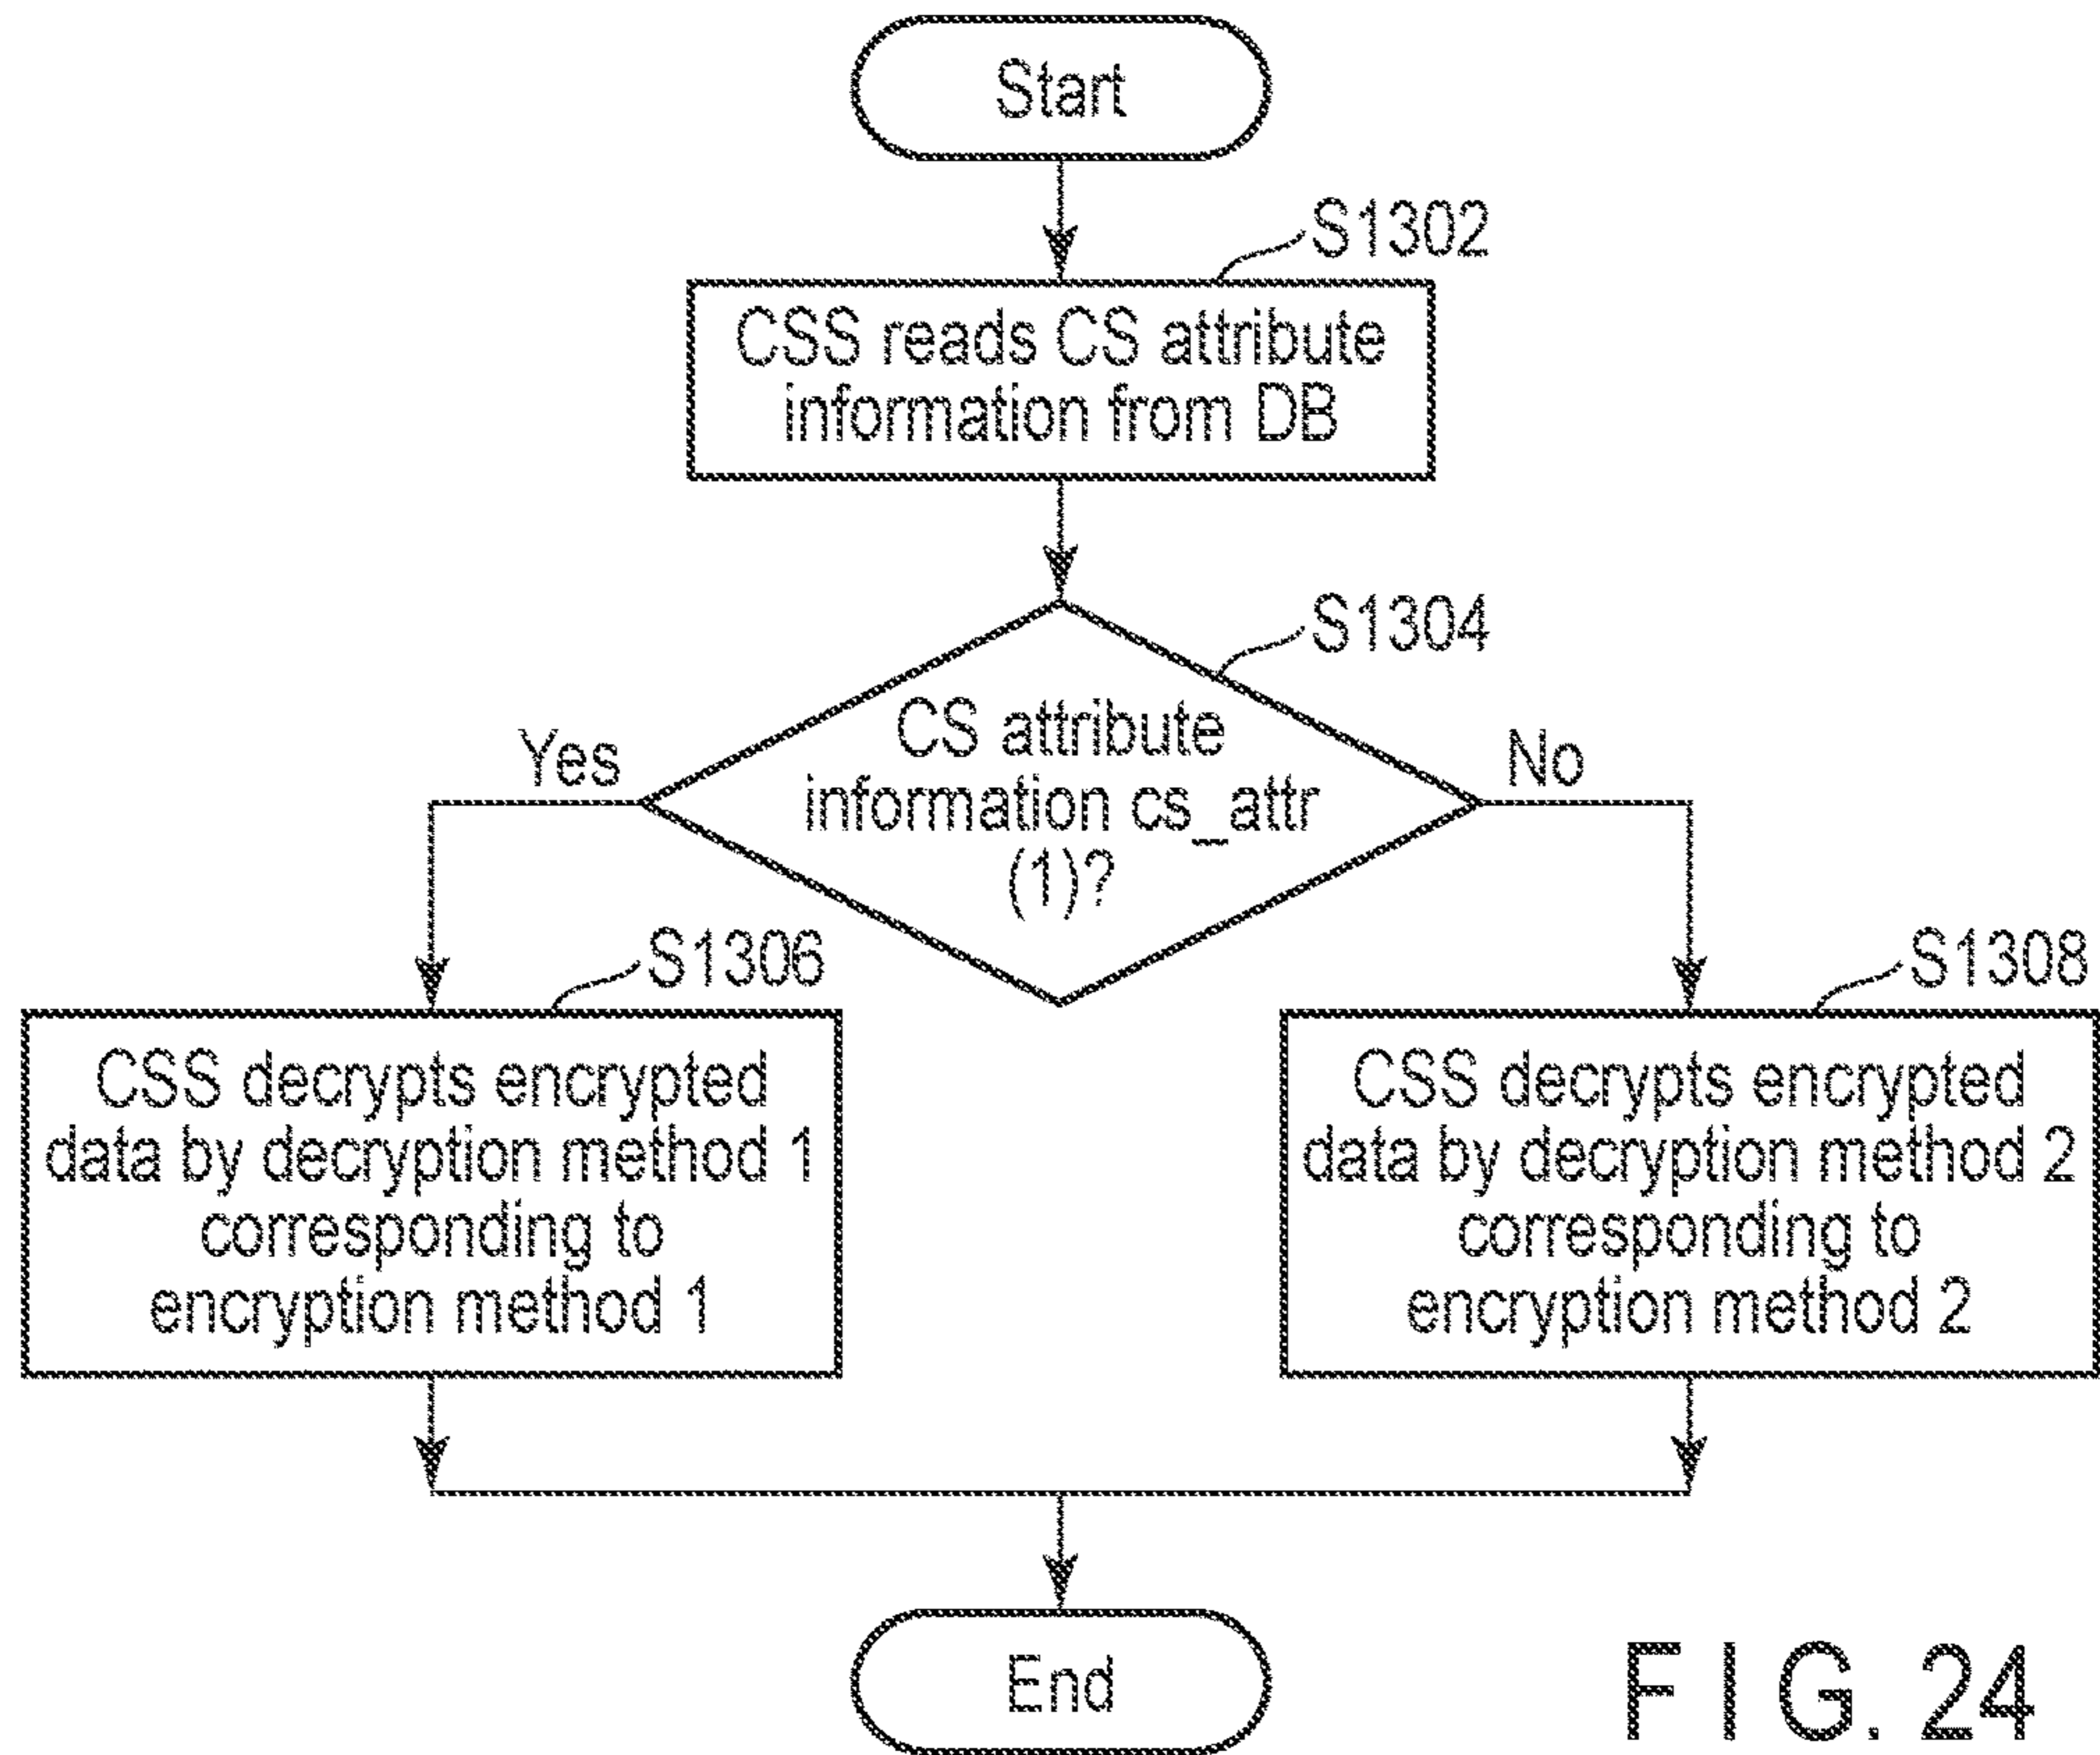 Start
S1302
CSS reads CS attribute
information from DB
S1304
CS attribute
information cs_attr
(1)?
Yes
No
S1306
CSS decrypts encrypted
data by decryption method 1
corresponding to
encryption method 1
S1308
CSS decrypts encrypted
data by decryption method 2
corresponding to
encryption method 2
End
FIG. 24